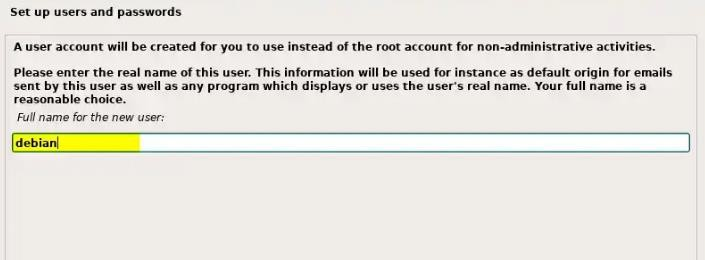 Set up users and passwords
A user account will be created for you to use instead of the root account for non-administrative activities.
Please enter the real name of this user. This information will be used for instance as default origin for emails
sent by this user as well as any program which displays or uses the user's real name. Your full name is a
reasonable choice.
Full name for the new user:
debian